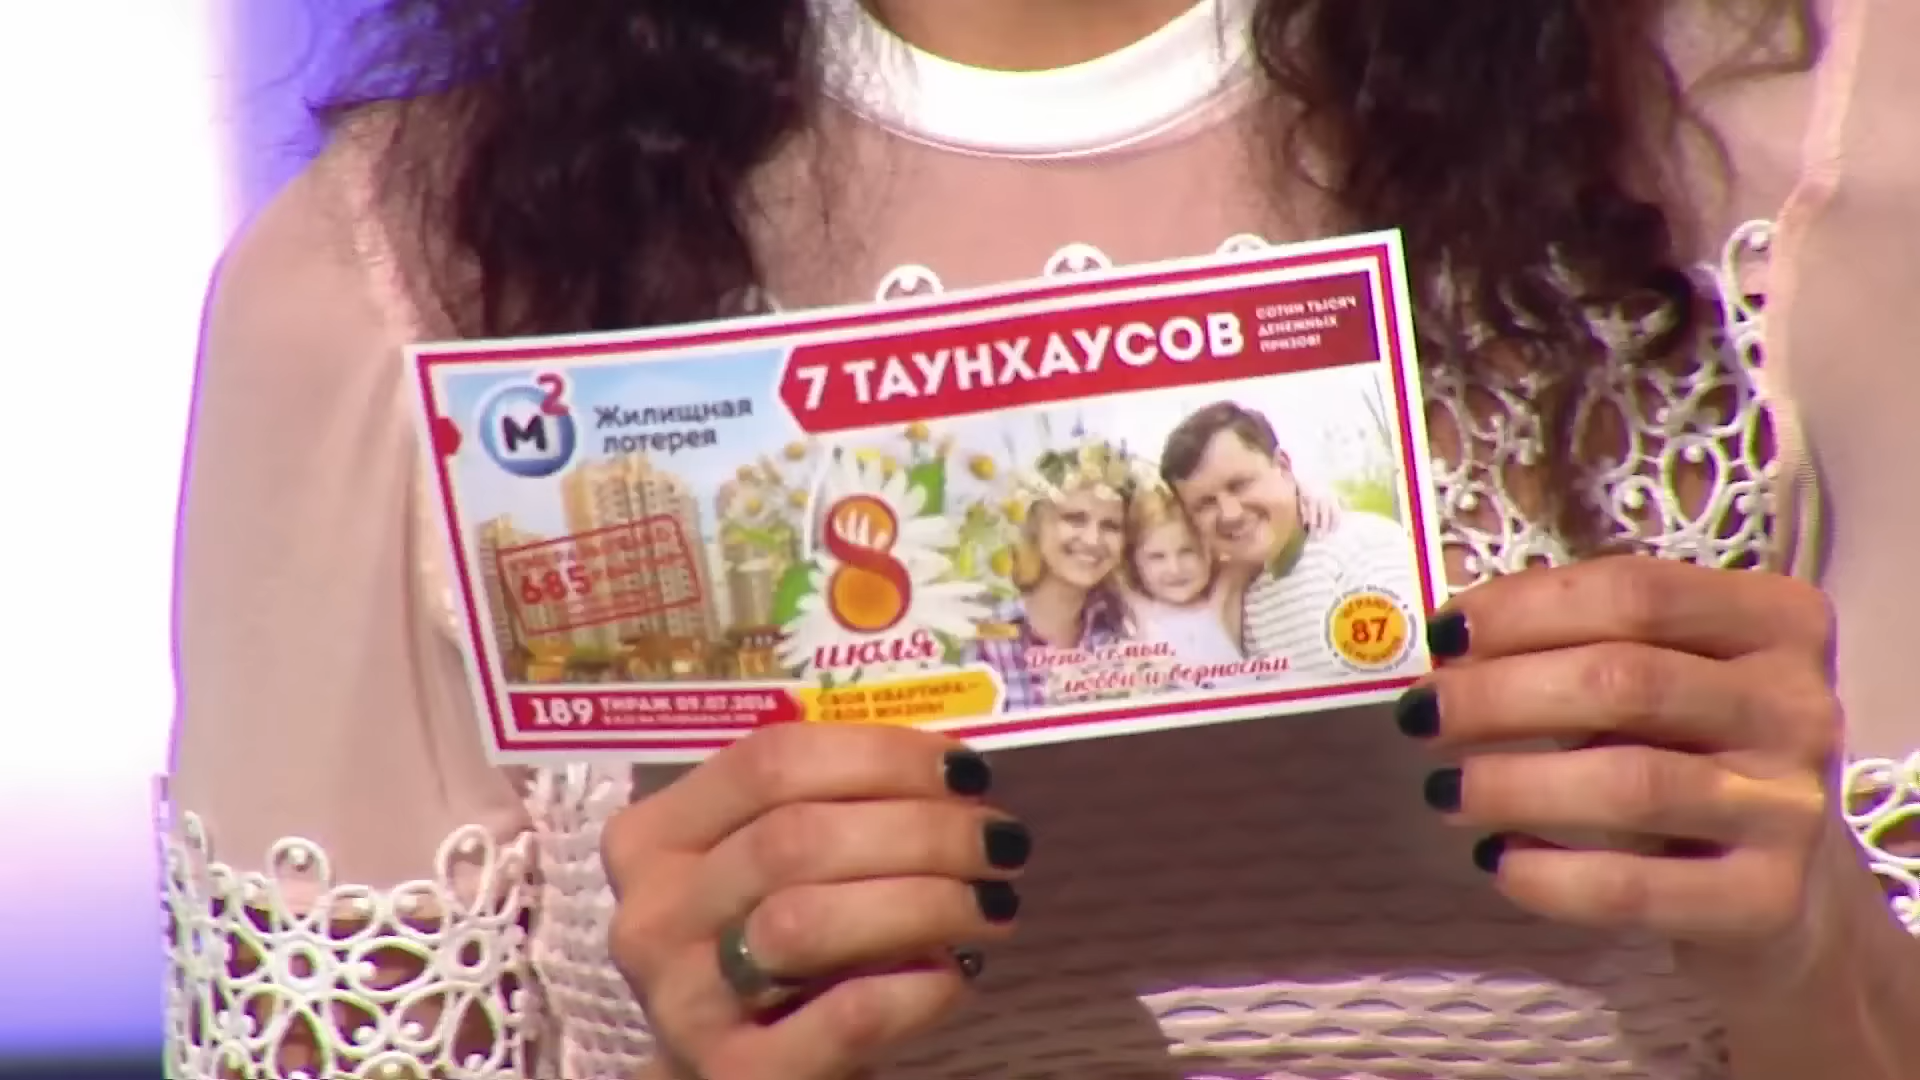 7 ТАУНХАУСОВ
СОТНИ ТЫСЯЧ
ДЕНЕЖНЫХ
ПРИЗОВ!
М2
Жилищная
лотерея
685
8
июля
День семьи,
любви и верности
ИГРАЮТ
87
189 ТИРАЖ 09.07.2016
СВОЯ КВАРТИРА —
СВОЯ ЖИЗНЬ!